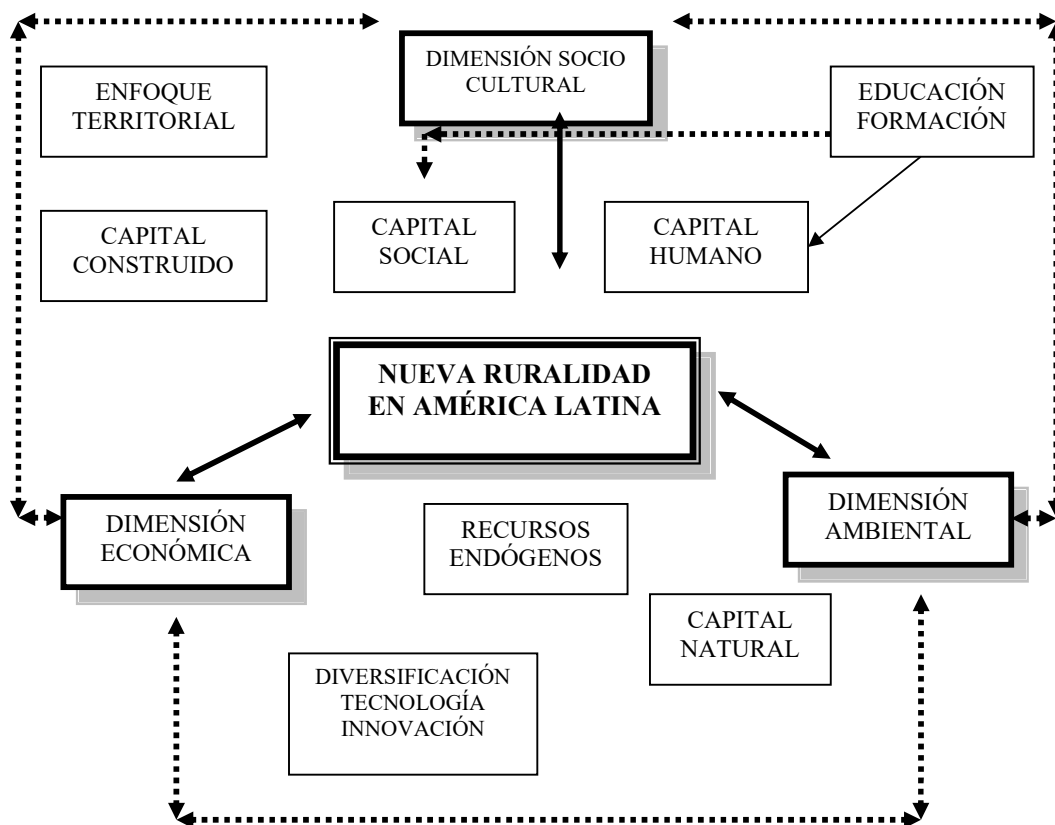 DIMENSIÓN SOCIO
CULTURAL
ENFOQUE
TERRITORIAL
EDUCACIÓN
FORMACIÓN
CAPITAL
CONSTRUIDO
CAPITAL
SOCIAL
CAPITAL
HUMANO
NUEVA RURALIDAD
EN AMÉRICA LATINA
DIMENSIÓN
ECONÓMICA
RECURSOS
ENDÓGENOS
DIMENSIÓN
AMBIENTAL
CAPITAL
NATURAL
DIVERSIFICACIÓN
TECNOLOGÍA
INNOVACIÓN